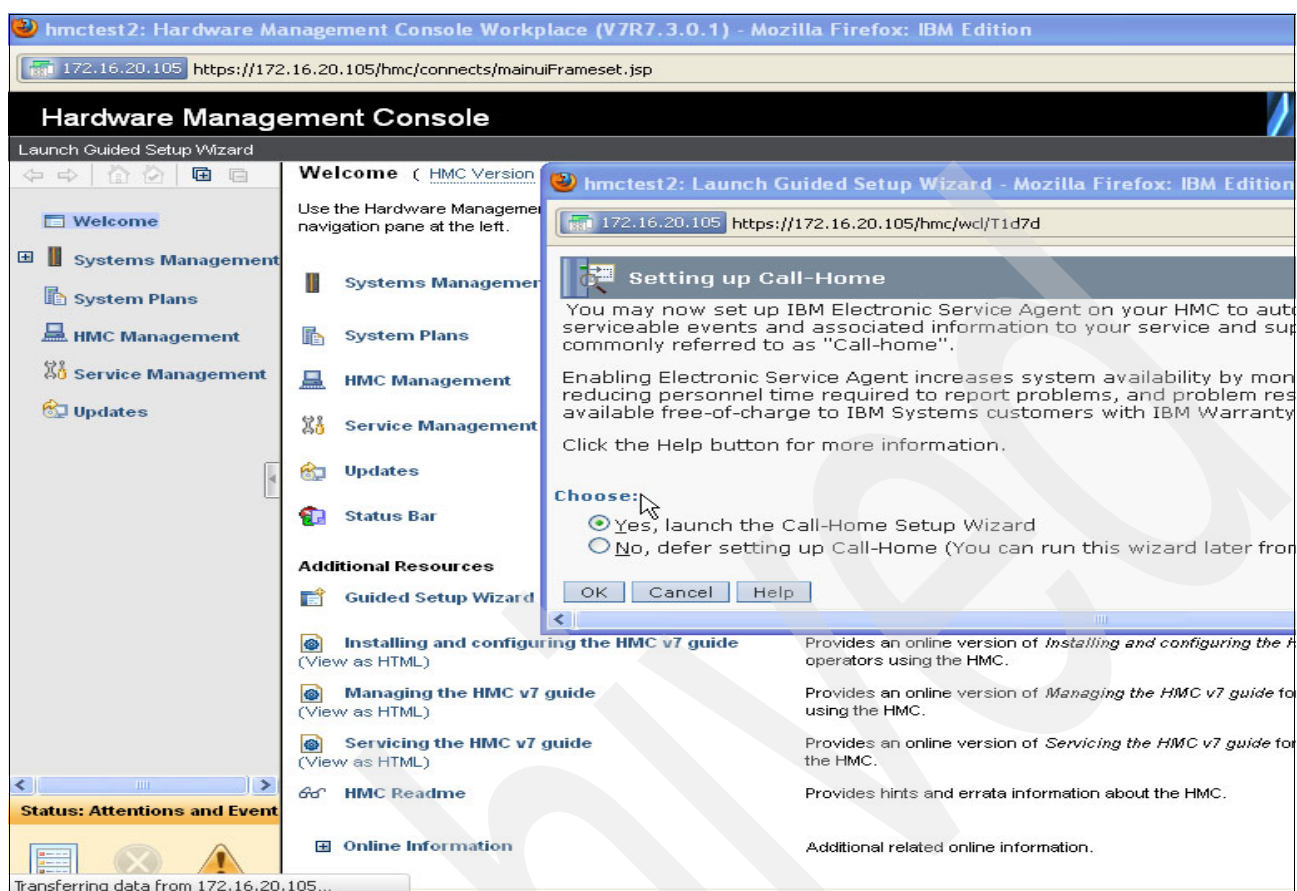 hmctest2: Hardware Management Console Workplace (V7R7.3.0.1) - Mozilla Firefox: IBM Edition
172.16.20.105 https://172.16.20.105/hmc/connects/mainuiFrameset.jsp
Hardware Management Console
Launch Guided Setup Wizard
Welcome
Systems Management
System Plans
HMC Management
Service Management
Updates
Status: Attentions and Event
Transferring data from 172.16.20.105...
Welcome ( HMC Version
Use the Hardware Manageme
navigation pane at the left.
Systems Managemen
System Plans
HMC Management
Service Management
Updates
Status Bar
Additional Resources
Guided Setup Wizard
Installing and configuring the HMC v7 guide
(View as HTML)
Provides an online version of Installing and configuring the H
operators using the HMC.
Managing the HMC v7 guide
(View as HTML)
Provides an online version of Managing the HMC v7 guide fo
using the HMC.
Servicing the HMC v7 guide
(View as HTML)
Provides an online version of Servicing the HMC v7 guide for
the HMC.
HMC Readme
Provides hints and errata information about the HMC.
Online Information
Additional related online information.
hmctest2: Launch Guided Setup Wizard - Mozilla Firefox: IBM Edition
172.16.20.105 https://172.16.20.105/hmc/wcl/T1d7d
Setting up Call-Home
You may now set up IBM Electronic Service Agent on your HMC to auto
serviceable events and associated information to your service and sup
commonly referred to as "Call-home".
Enabling Electronic Service Agent increases system availability by mon
reducing personnel time required to report problems, and problem res
available free-of-charge to IBM Systems customers with IBM Warranty
Click the Help button for more information.
Choose:
Yes, launch the Call-Home Setup Wizard
No, defer setting up Call-Home (You can run this wizard later fron
OK Cancel Help